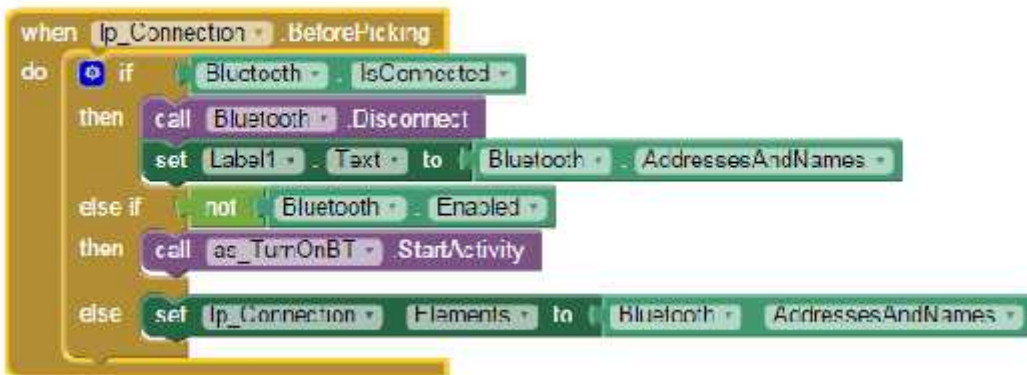 when lp_Connection .BeforePicking
do if Bluetooth . IsConnected
then call Bluetooth .Disconnect
set Label1 . Text to Bluetooth . AddressesAndNames
else if not Bluetooth . Enabled
then call as_TurnOnBT .StartActivity
else set lp_Connection . Elements to Bluetooth . AddressesAndNames